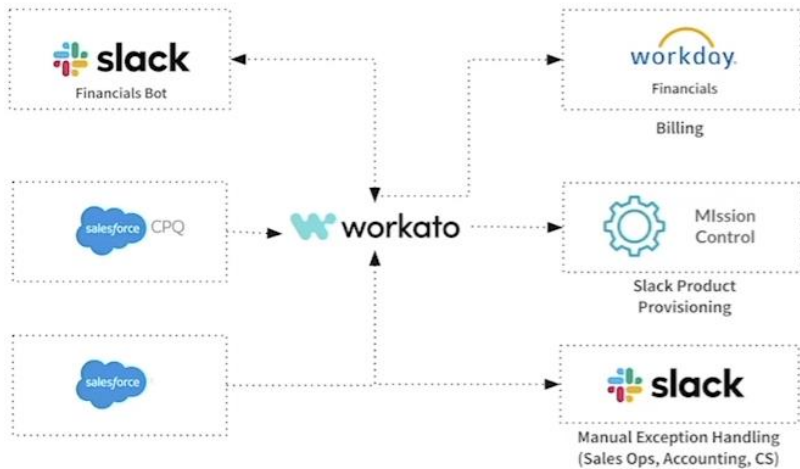 slack
Financials Bot
workday.
Financials
Billing
salesforce CPQ
workato
MIssion
Control
Slack Product
Provisioning
salesforce
slack
Manual Exception Handling
(Sales Ops, Accounting, CS)